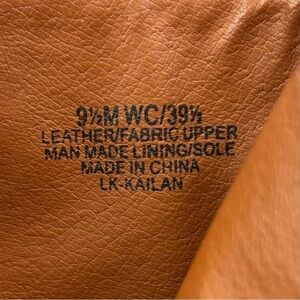 9½M WC/39½
LEATHER/FABRIC UPPER
MAN MADE LINING/SOLE
MADE IN CHINA
LK-KAILAN